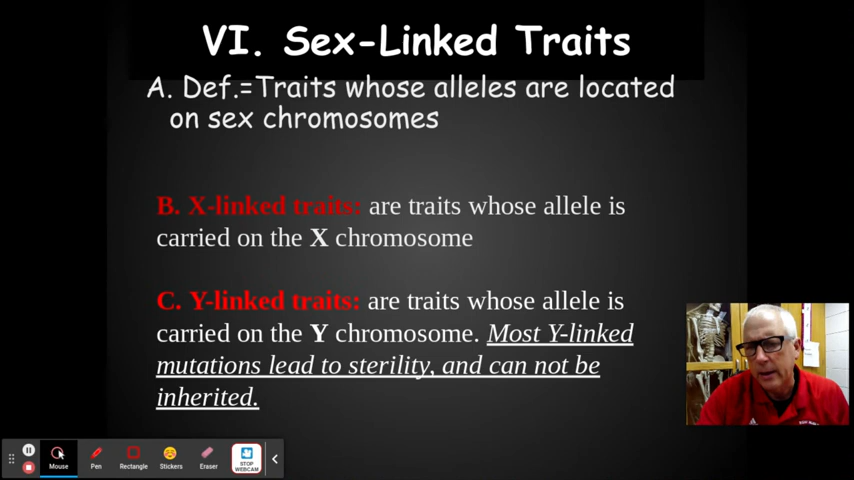 VI. Sex-Linked Traits
A. Def.=Traits whose alleles are located
on sex chromosomes
B. X-linked traits: are traits whose allele is
carried on the X chromosome
C. Y-linked traits: are traits whose allele is
carried on the Y chromosome. Most Y-linked
mutations lead to sterility, and can not be
inherited.
Mouse
Pen
Rectangle
Stickers
Eraser
STOP
WEBCAM